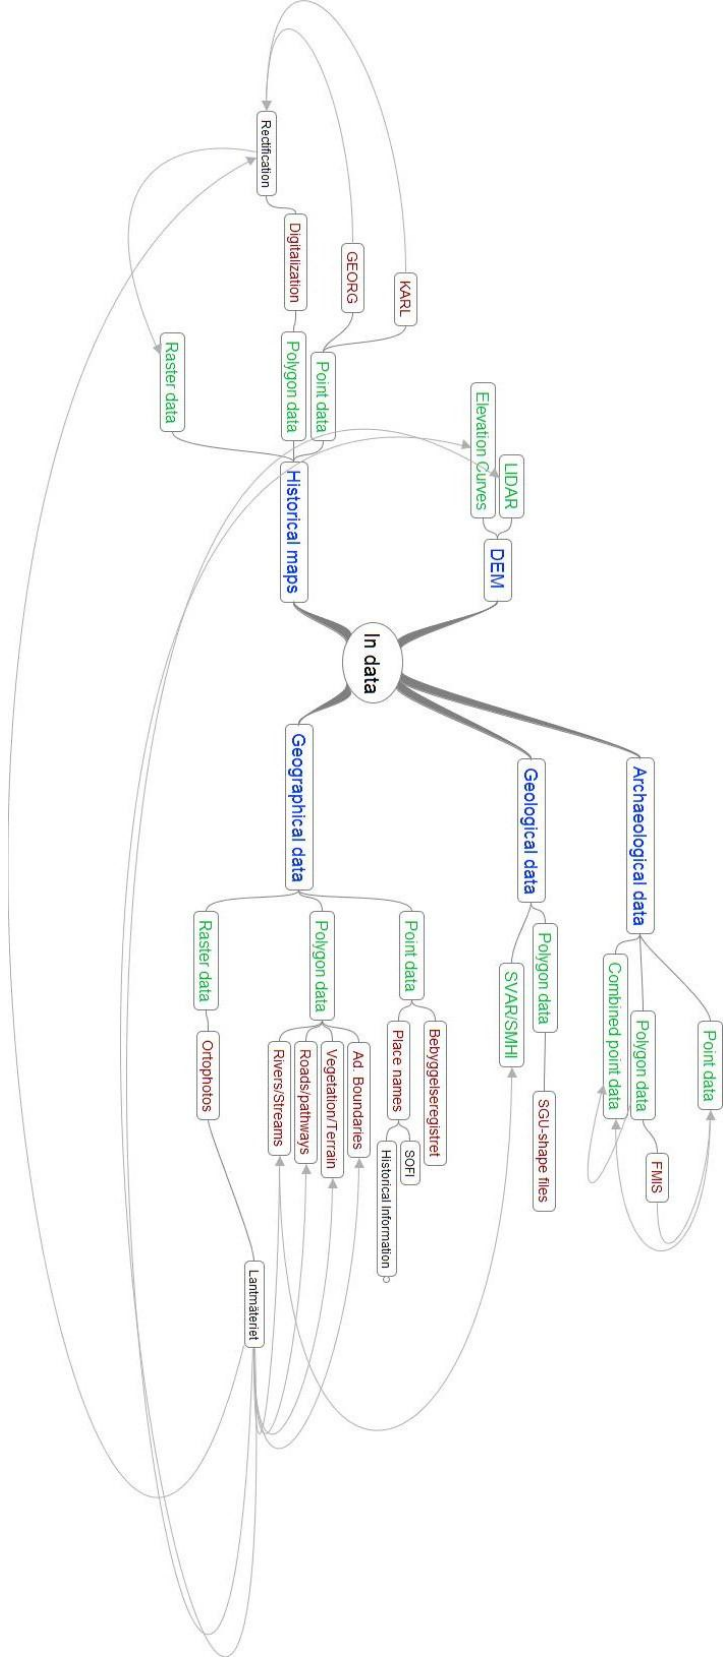 In data
Archaeological data
Point data
Polygon data
FMIS
Combined point data
Geological data
Polygon data
SGU-shape files
SVAR/SMHI
Geographical data
Point data
Bebyggelseregistret
Place names
SOFI
Historical Information
Polygon data
Ad. Boundaries
Vegetation/Terrain
Roads/pathways
Rivers/Streams
Raster data
Ortophotos
Lantmäteriet
DEM
LIDAR
Elevation Curves
Historical maps
Point data
KARL
GEORG
Polygon data
Digitalization
Rectification
Raster data